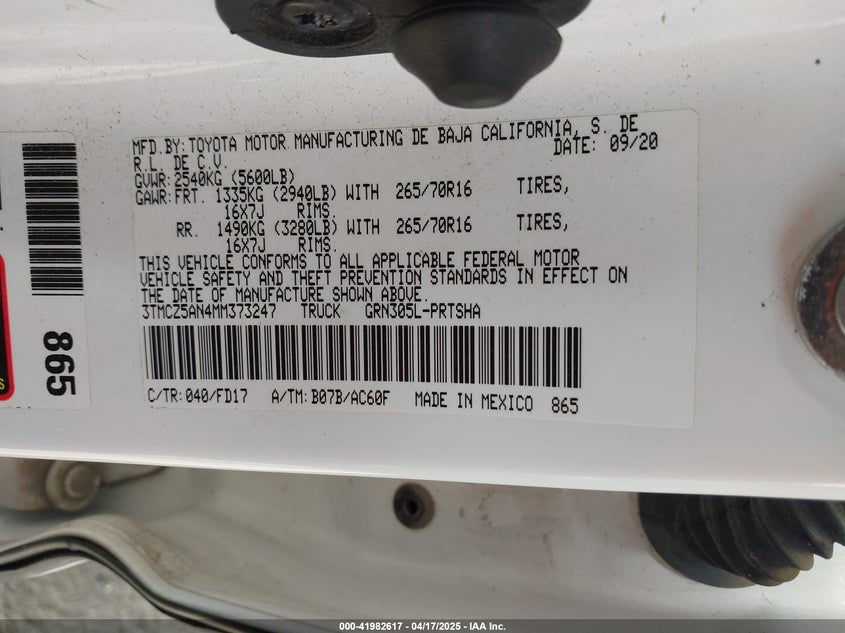 MFD.BY:TOYOTA MOTOR MANUFACTURING DE BAJA CALIFORNIA, S. DE
R.L. DE C.V. DATE: 09/20
GVWR:2540KG (5600LB)
GAWR:FRT. 1335KG (2940LB) WITH 265/70R16 TIRES,
16X7J RIMS.
RR. 1490KG (3280LB) WITH 265/70R16 TIRES,
16X7J RIMS.
THIS VEHICLE CONFORMS TO ALL APPLICABLE FEDERAL MOTOR
VEHICLE SAFETY AND THEFT PREVENTION STANDARDS IN EFFECT ON
THE DATE OF MANUFACTURE SHOWN ABOVE.
3TMCZ5AN4MM373247 TRUCK GRN305L-PRTSHA
C/TR:040/FD17 A/TM:B07B/AC60F MADE IN MEXICO 865
865
000-41982617 - 04/17/2025 - IAA Inc.